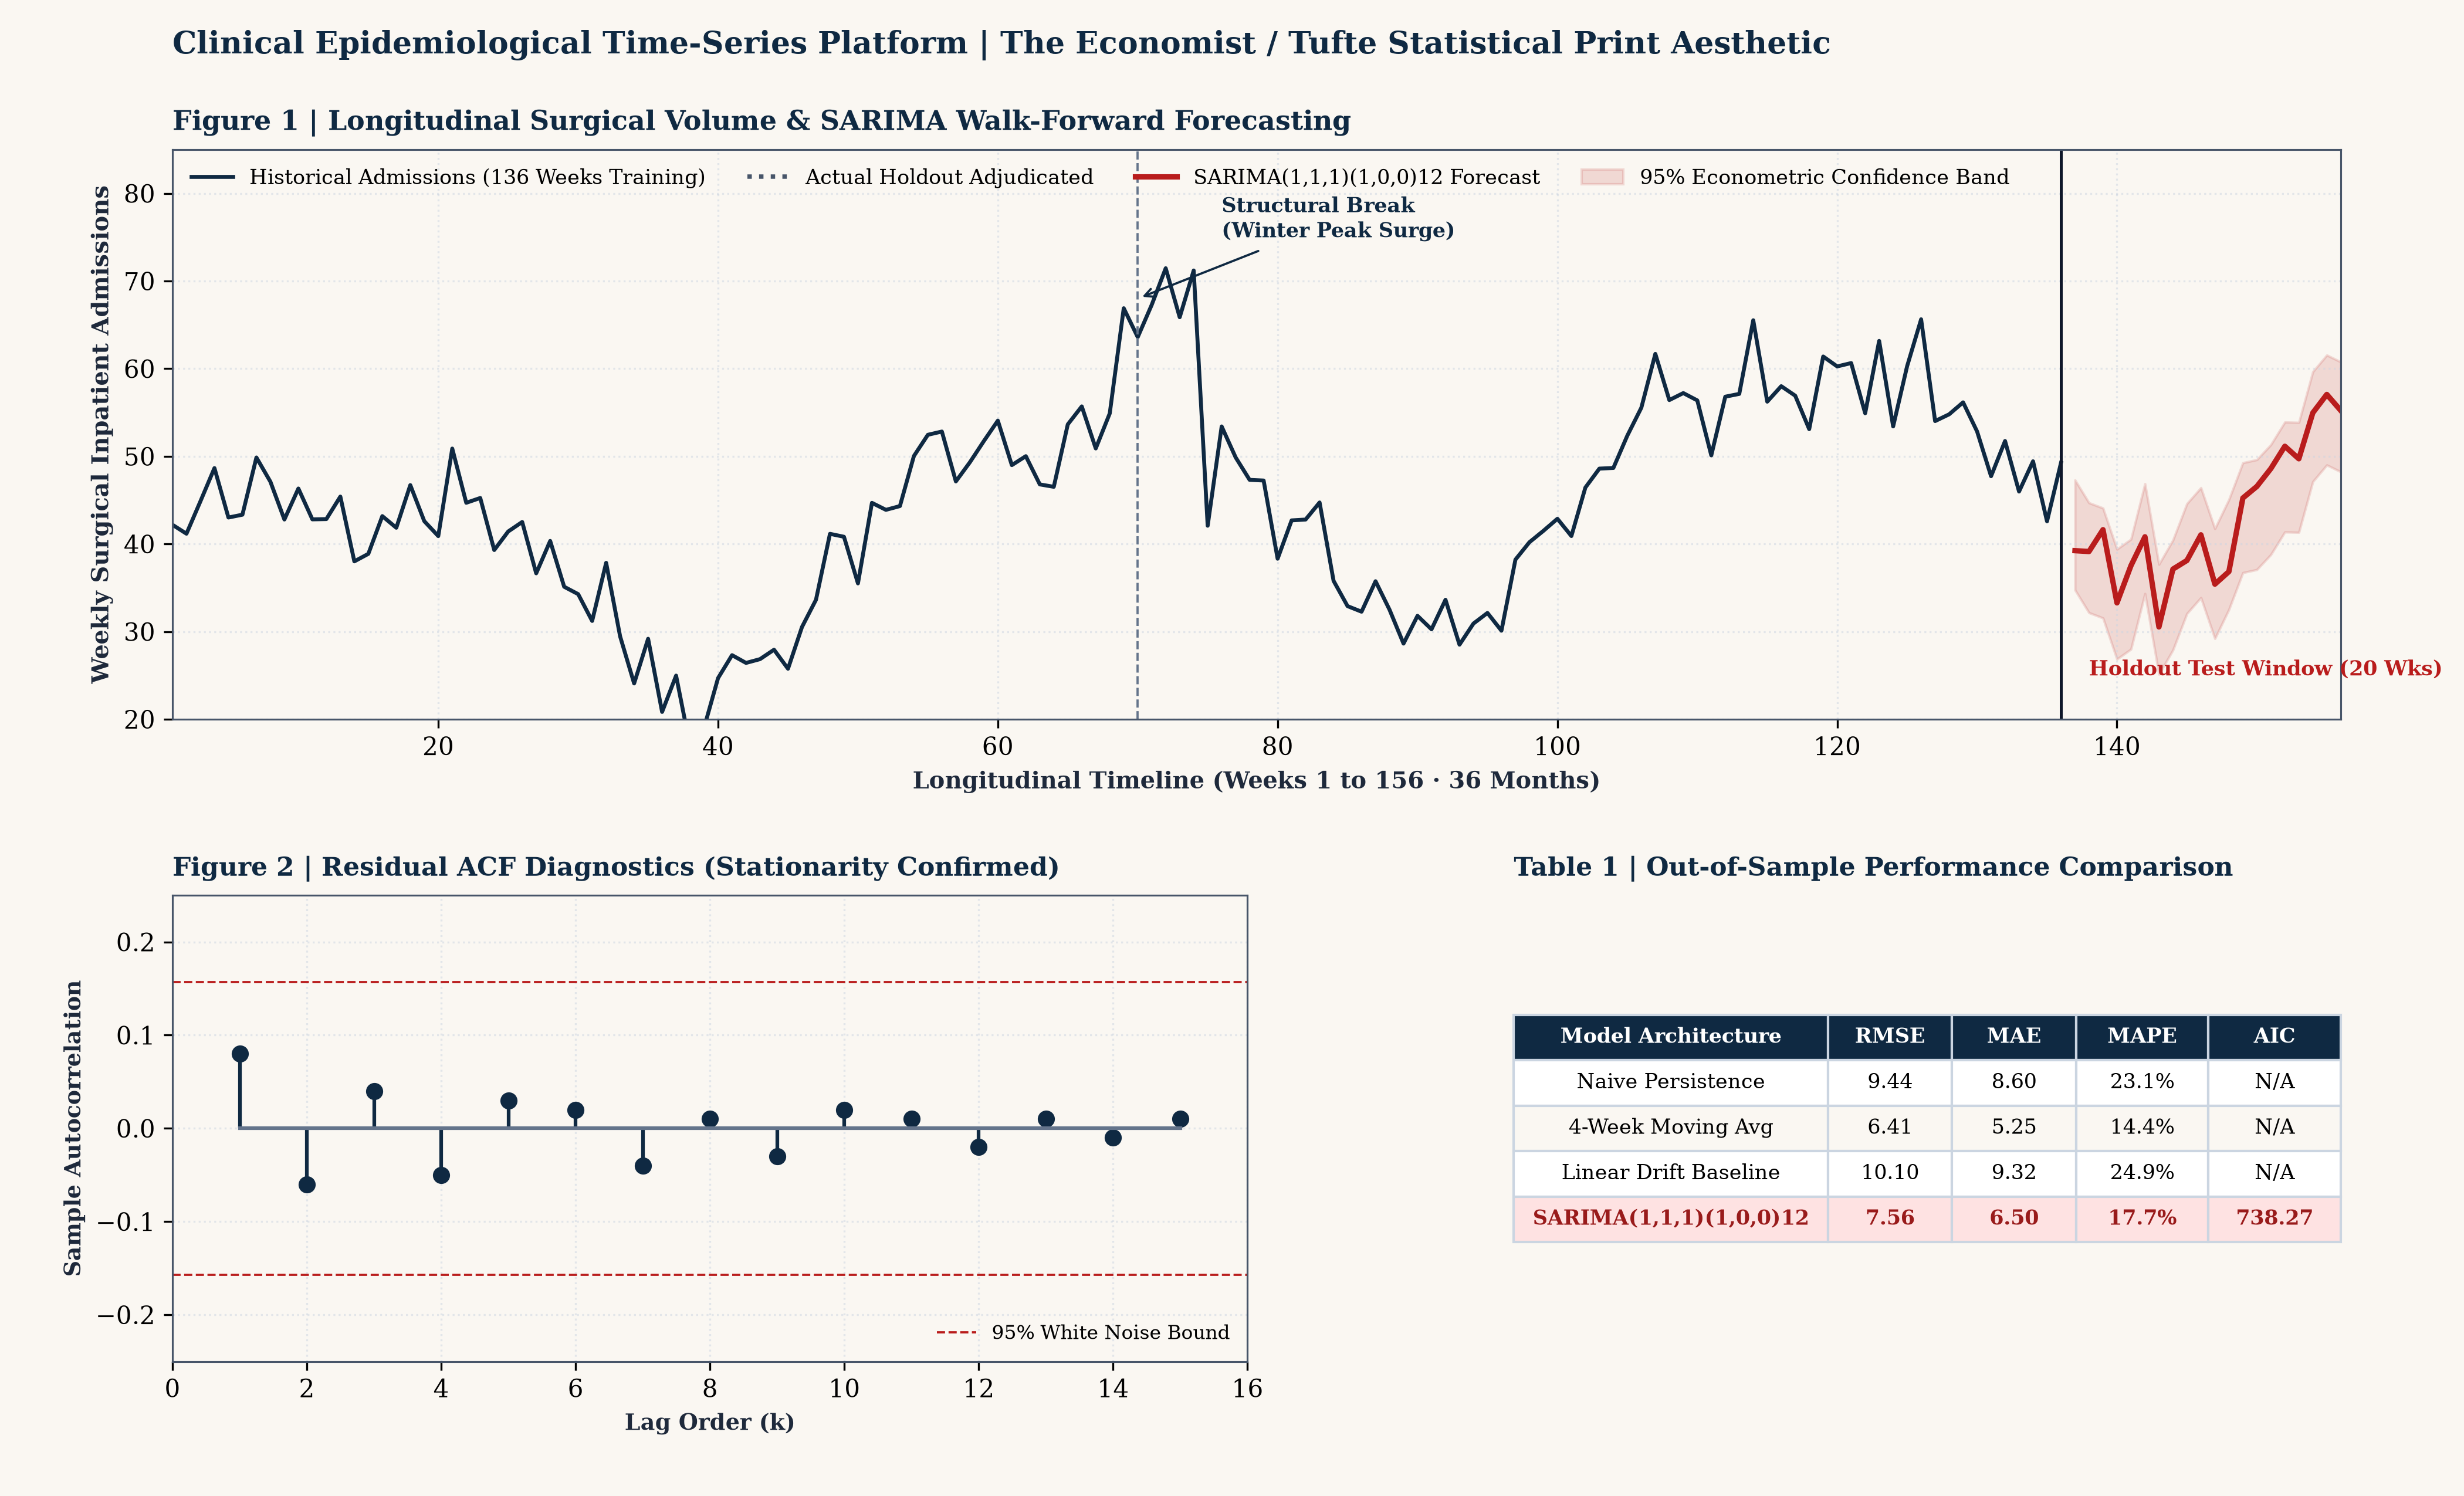 Clinical Epidemiological Time-Series Platform | The Economist / Tufte Statistical Print Aesthetic
Figure 1 | Longitudinal Surgical Volume & SARIMA Walk-Forward Forecasting
Historical Admissions (136 Weeks Training)
Actual Holdout Adjudicated
SARIMA(1,1,1)(1,0,0)12 Forecast
95% Econometric Confidence Band
Structural Break
(Winter Peak Surge)
Holdout Test Window (20 Wks)
Weekly Surgical Inpatient Admissions
80
70
60
50
40
30
20
20 40 60 80 100 120 140
Longitudinal Timeline (Weeks 1 to 156 · 36 Months)
Figure 2 | Residual ACF Diagnostics (Stationarity Confirmed)
Sample Autocorrelation
0.2
0.1
0.0
−0.1
−0.2
95% White Noise Bound
0 2 4 6 8 10 12 14 16
Lag Order (k)
Table 1 | Out-of-Sample Performance Comparison
Model Architecture RMSE MAE MAPE AIC
Naive Persistence 9.44 8.60 23.1% N/A
4-Week Moving Avg 6.41 5.25 14.4% N/A
Linear Drift Baseline 10.10 9.32 24.9% N/A
SARIMA(1,1,1)(1,0,0)12 7.56 6.50 17.7% 738.27